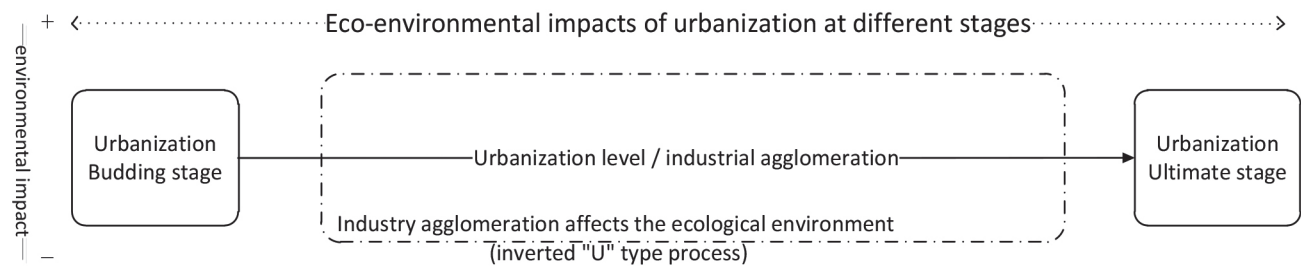 +
Eco-environmental impacts of urbanization at different stages
environmental impact
Urbanization
Budding stage
Urbanization level / industrial agglomeration
Urbanization
Ultimate stage
Industry agglomeration affects the ecological environment
(inverted "U" type process)
–